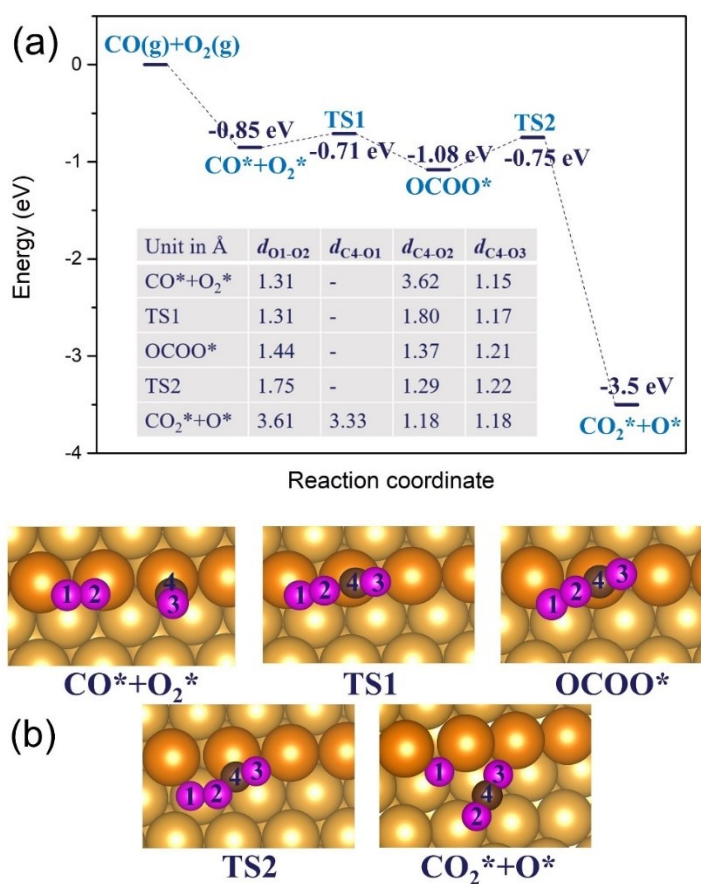 (a)
CO(g)+O₂(g)
0
-0.85 eV
TS1
CO*+O₂*
-0.71 eV
-1.08 eV
OCOO*
TS2
-0.75 eV
-1
-2
-3
-4
Energy (eV)
Unit in Å d_O1-O2 d_C4-O1 d_C4-O2 d_C4-O3
CO*+O₂* 1.31 - 3.62 1.15
TS1 1.31 - 1.80 1.17
OCOO* 1.44 - 1.37 1.21
TS2 1.75 - 1.29 1.22
CO₂*+O* 3.61 3.33 1.18 1.18
-3.5 eV
CO₂*+O*
Reaction coordinate
1 2 4 3
CO*+O₂*
1 2 4 3
TS1
1 2 4 3
OCOO*
(b)
1 2 4 3
TS2
1 3 4 2
CO₂*+O*